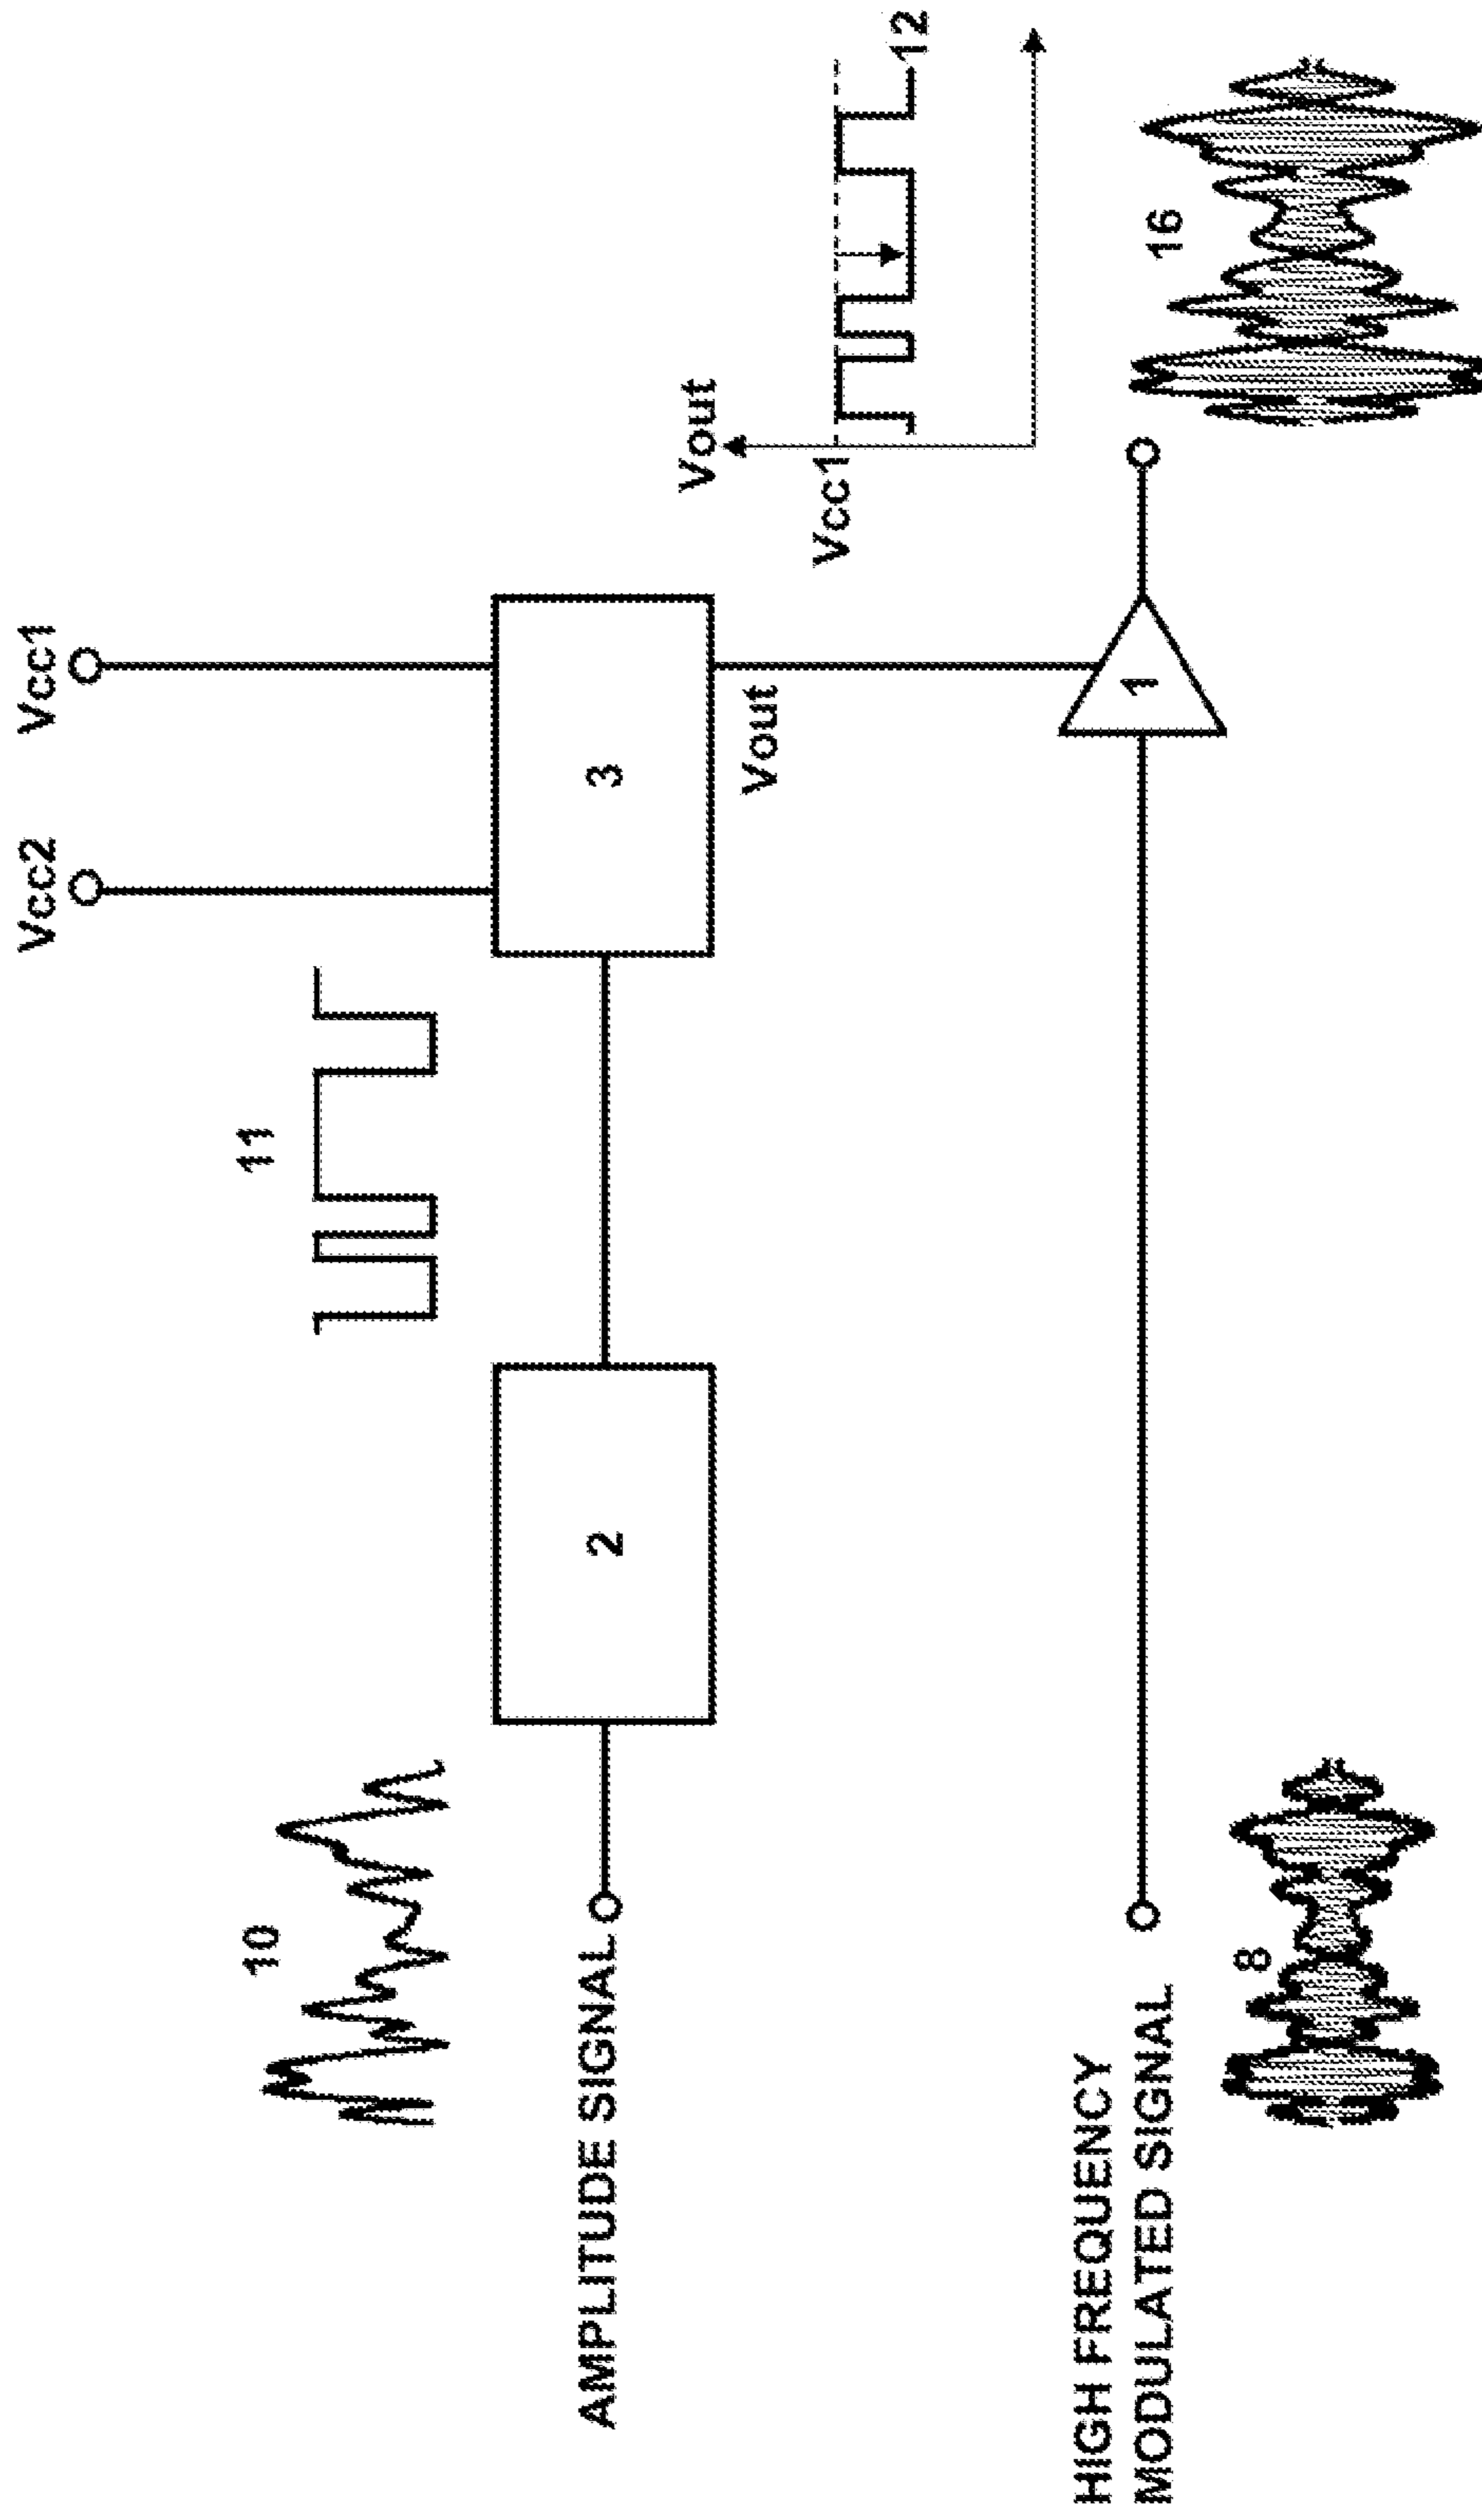 Vcc2
Vcc1
10
11
2
3
AMPLITUDE SIGNAL
Vout
Vout
Vcc1
12
HIGH FREQUENCY
MODULATED SIGNAL
1
8
16